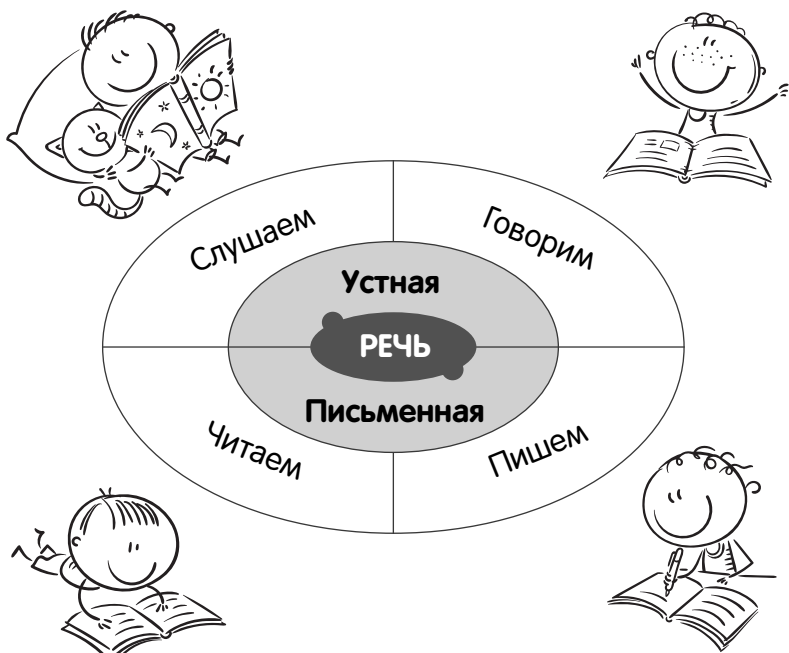 Слушаем
Говорим
Устная
РЕЧЬ
Письменная
Читаем
Пишем